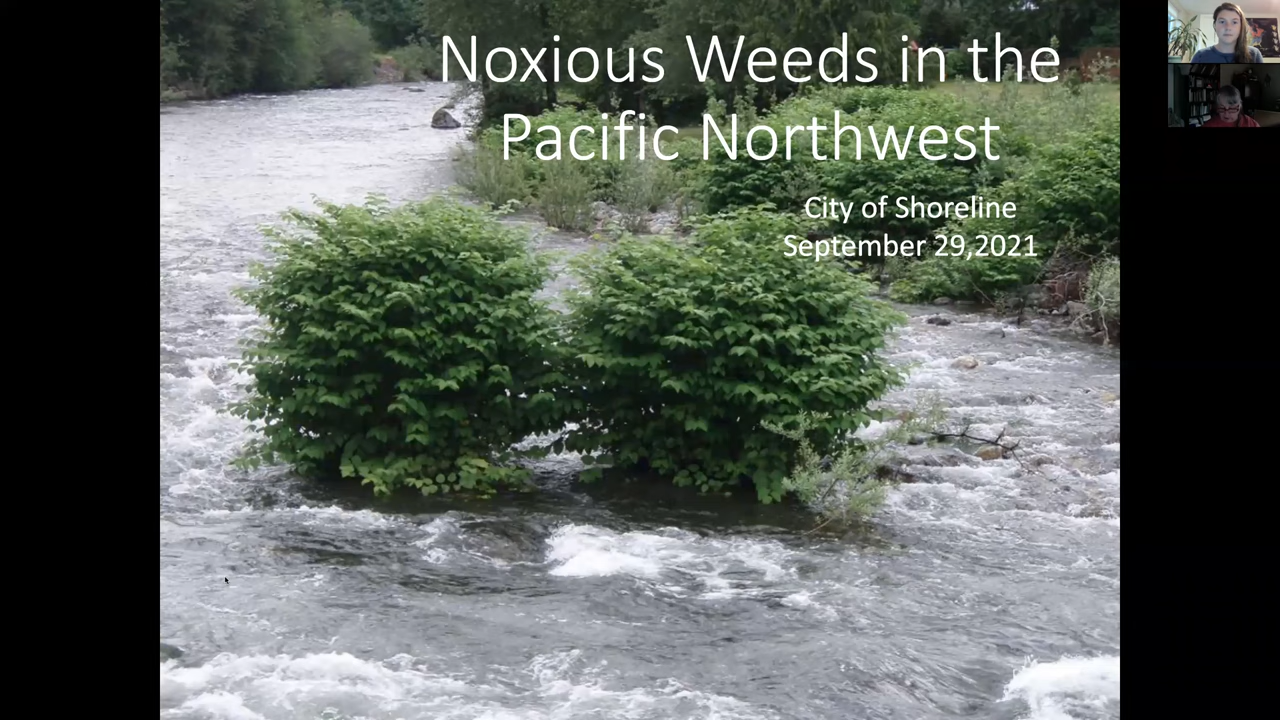 Noxious Weeds in the
Pacific Northwest
City of Shoreline
September 29,2021